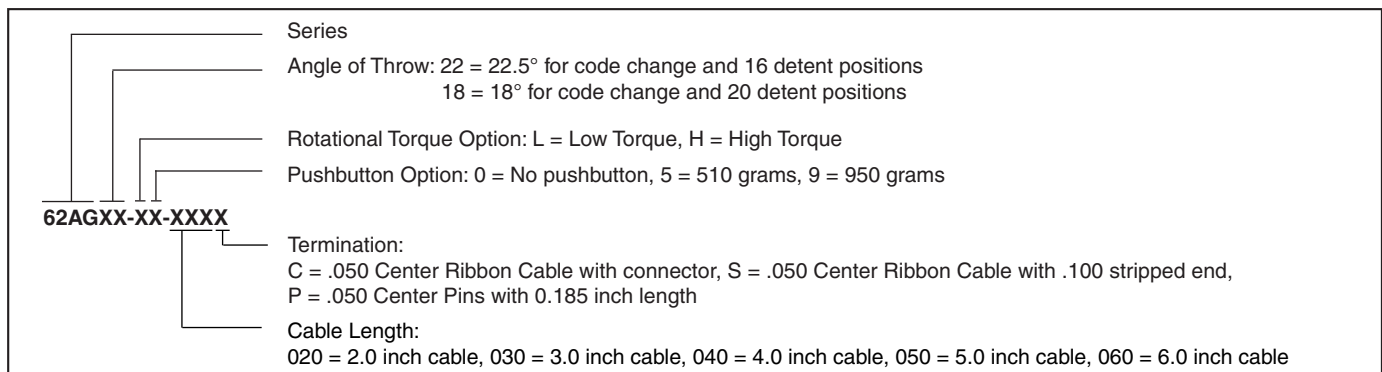 Series
Angle of Throw: 22 = 22.5° for code change and 16 detent positions
18 = 18° for code change and 20 detent positions
Rotational Torque Option: L = Low Torque, H = High Torque
Pushbutton Option: 0 = No pushbutton, 5 = 510 grams, 9 = 950 grams
62AGXX-XX-XXXX
Termination:
C = .050 Center Ribbon Cable with connector, S = .050 Center Ribbon Cable with .100 stripped end,
P = .050 Center Pins with 0.185 inch length
Cable Length:
020 = 2.0 inch cable, 030 = 3.0 inch cable, 040 = 4.0 inch cable, 050 = 5.0 inch cable, 060 = 6.0 inch cable